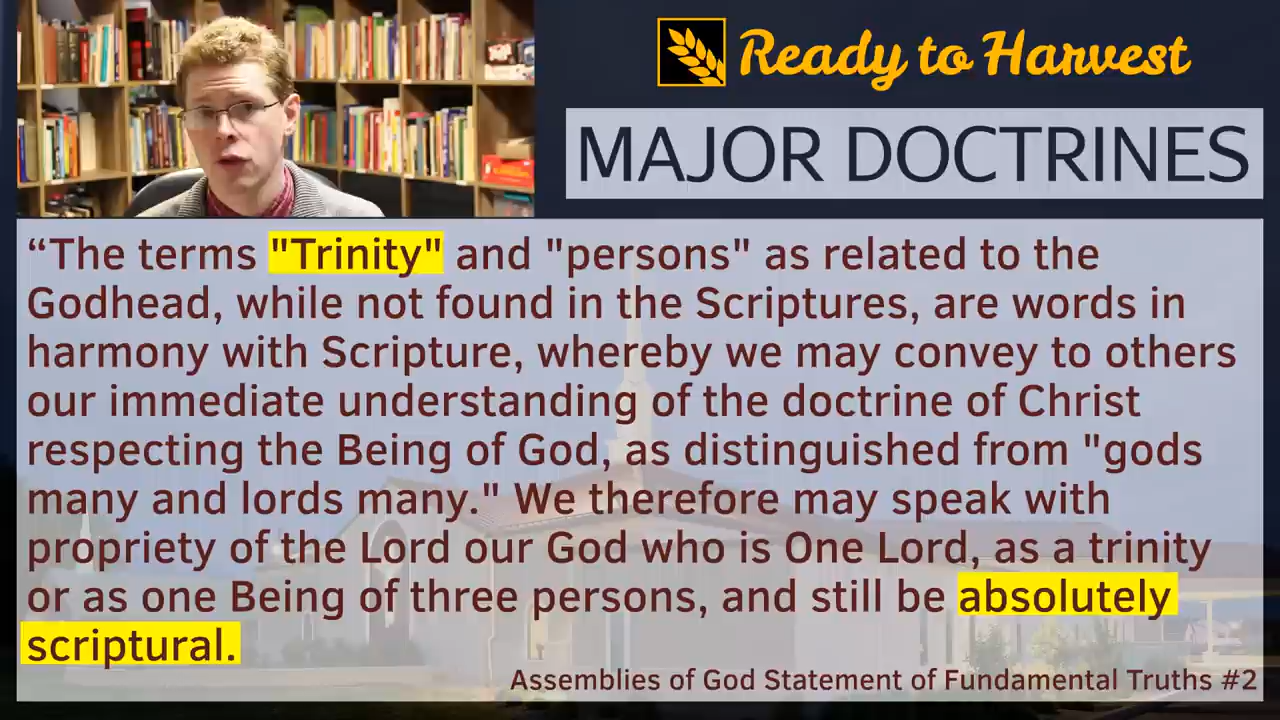 Ready to Harvest
MAJOR DOCTRINES
“The terms "Trinity" and "persons" as related to the
Godhead, while not found in the Scriptures, are words in
harmony with Scripture, whereby we may convey to others
our immediate understanding of the doctrine of Christ
respecting the Being of God, as distinguished from "gods
many and lords many." We therefore may speak with
propriety of the Lord our God who is One Lord, as a trinity
or as one Being of three persons, and still be absolutely
scriptural.
Assemblies of God Statement of Fundamental Truths #2